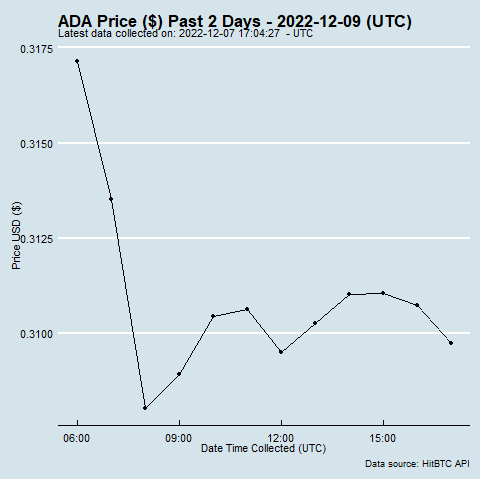 ADA Price ($) Past 2 Days - 2022-12-09 (UTC)
Latest data collected on: 2022-12-07 17:04:27 - UTC
0.3175
0.3150
0.3125
0.3100
Price USD ($)
06:00
09:00
12:00
15:00
Date Time Collected (UTC)
Data source: HitBTC API